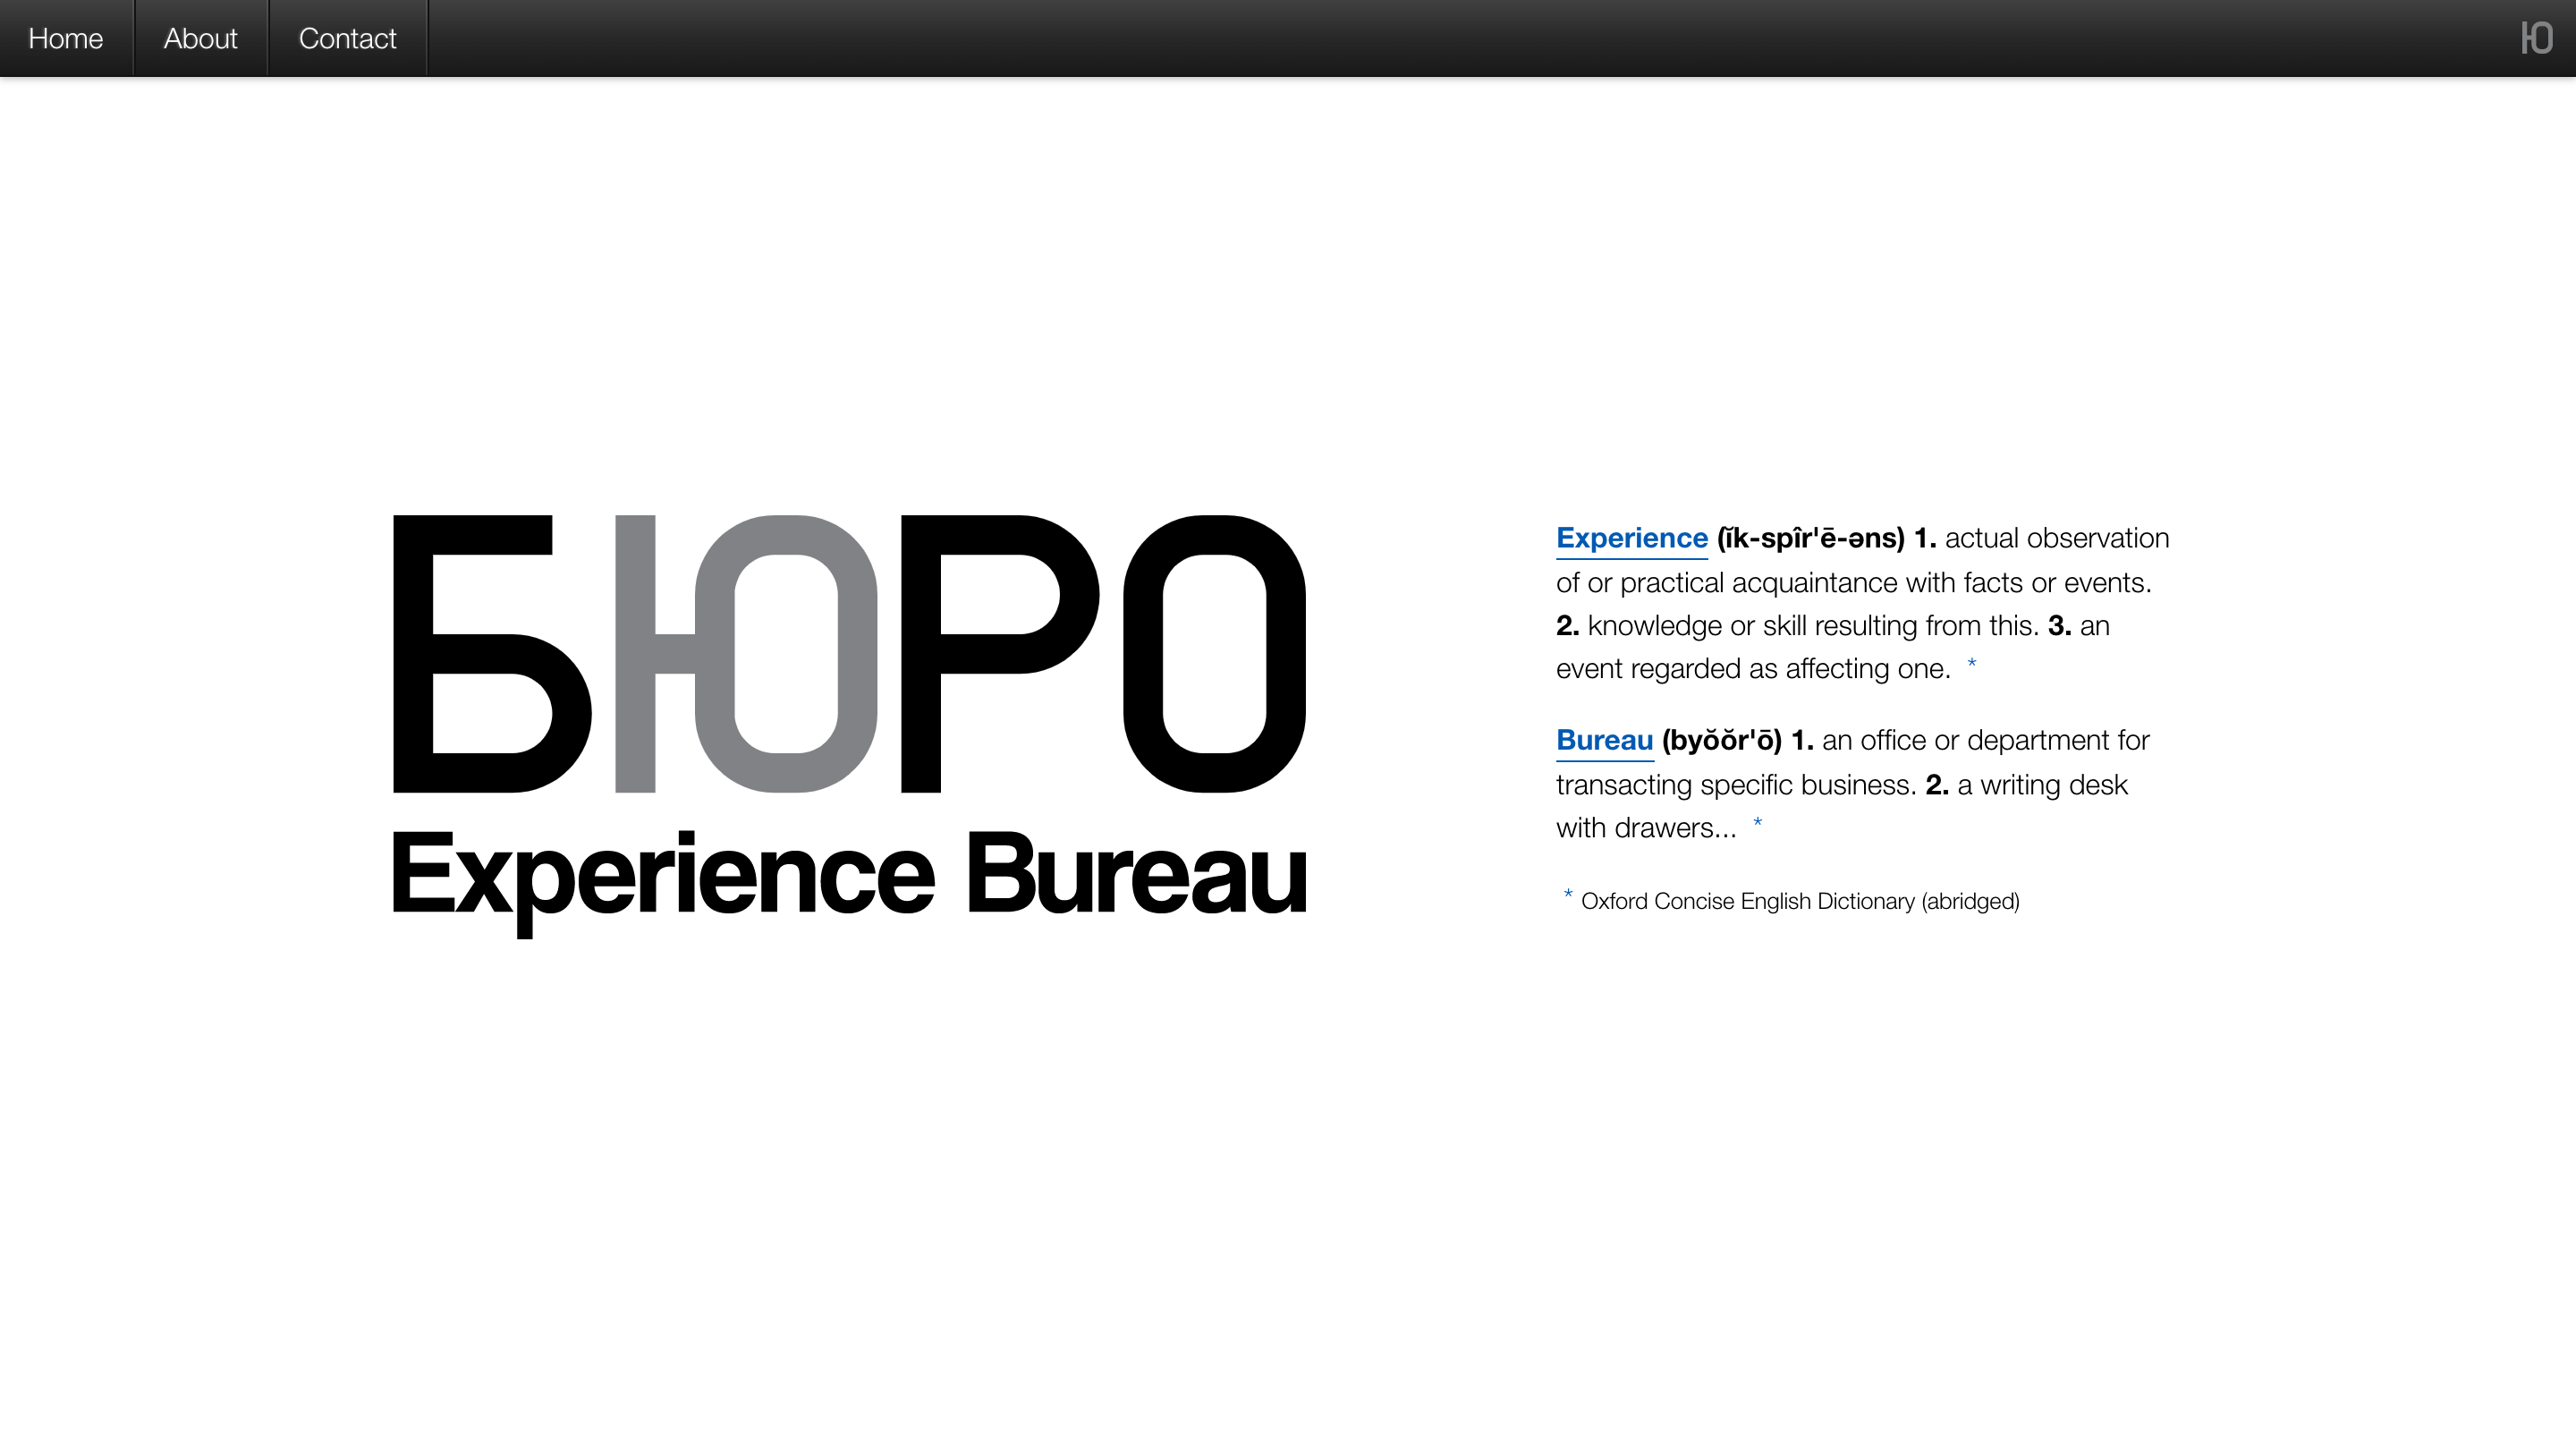 Home
About
Contact
Ю
БЮРО
Experience Bureau
Experience (ĭk-spîr'ē-əns) 1. actual observation
of or practical acquaintance with facts or events.
2. knowledge or skill resulting from this. 3. an
event regarded as affecting one. *
Bureau (byŏŏr'ō) 1. an office or department for
transacting specific business. 2. a writing desk
with drawers... *
* Oxford Concise English Dictionary (abridged)